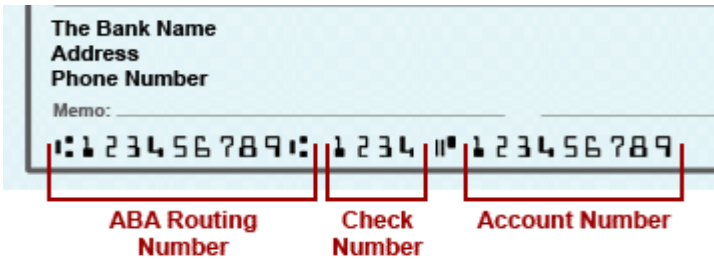 The Bank Name
Address
Phone Number
Memo:
⑆123456789⑆ 1234 ⑈123456789
ABA Routing Number
Check Number
Account Number